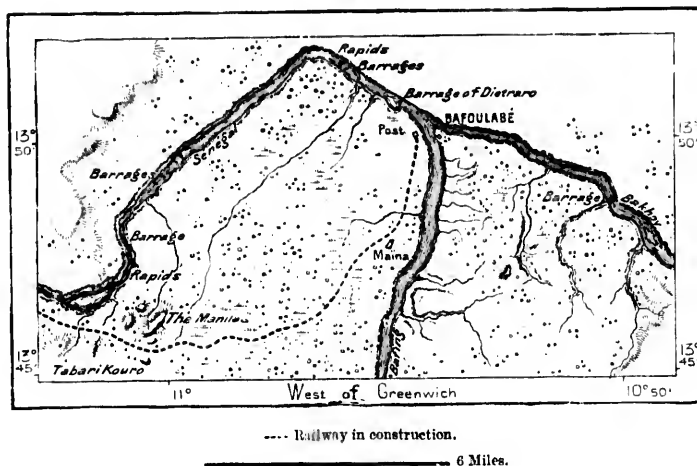 Rapids
Barrages
Barrage of Dietraro
BAFOULABÉ
13°
50'
Post
13°
50'
Senegal
Barrages
Barrage
Bakhoy
Barrage
Maina
Rapids
The Manile
Bafing
13°
45'
13°
45'
Tabari Kouro
11°
West of Greenwich
10° 50'
---- Railway in construction.
6 Miles.